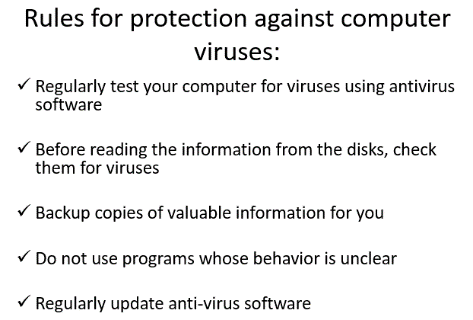 Rules for protection against computer
viruses:
✓ Regularly test your computer for viruses using antivirus
software
✓ Before reading the information from the disks, check
them for viruses
✓ Backup copies of valuable information for you
✓ Do not use programs whose behavior is unclear
✓ Regularly update anti-virus software